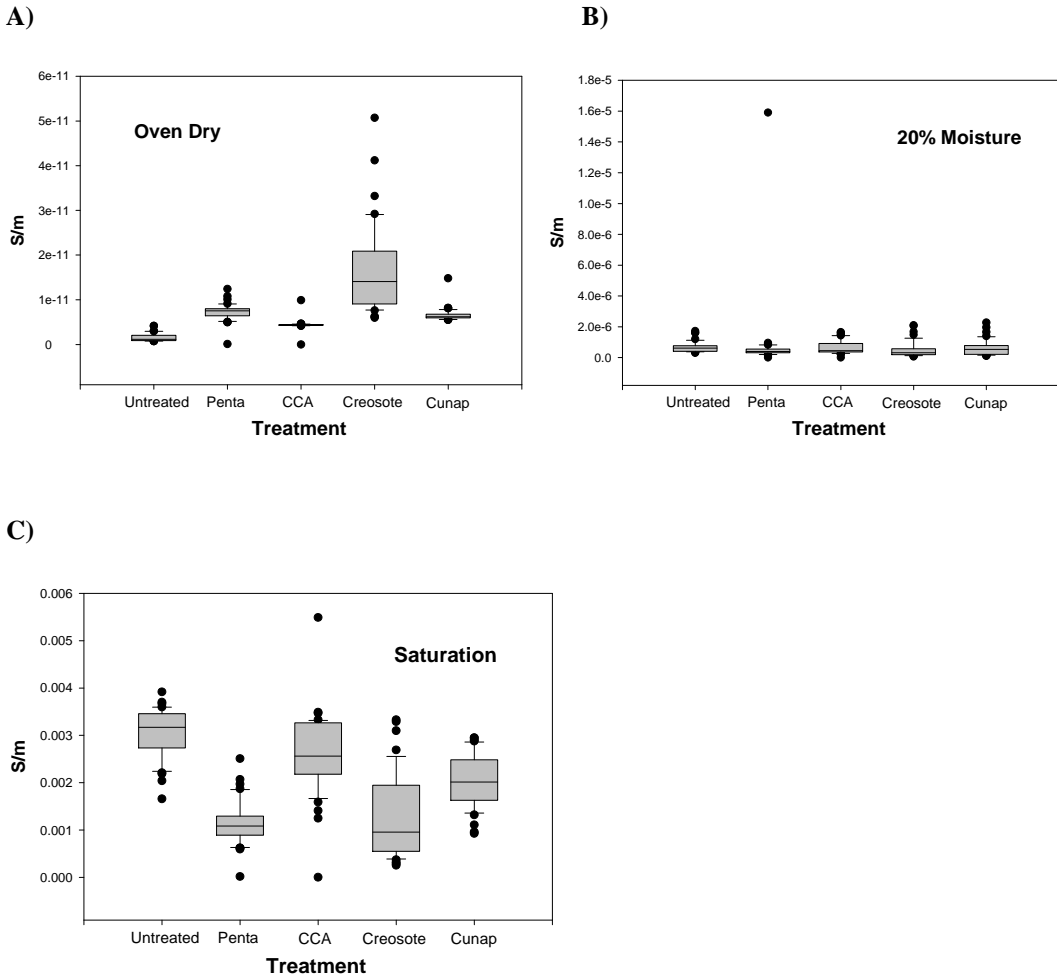 A)
B)
6e-11
5e-11
4e-11
3e-11
2e-11
1e-11
0
S/m
Oven Dry
Untreated Penta CCA Creosote Cunap
Treatment
1.8e-5
1.6e-5
1.4e-5
1.2e-5
1.0e-5
8.0e-6
6.0e-6
4.0e-6
2.0e-6
0.0
S/m
20% Moisture
Untreated Penta CCA Creosote Cunap
Treatment
C)
0.006
0.005
0.004
0.003
0.002
0.001
0.000
S/m
Saturation
Untreated Penta CCA Creosote Cunap
Treatment